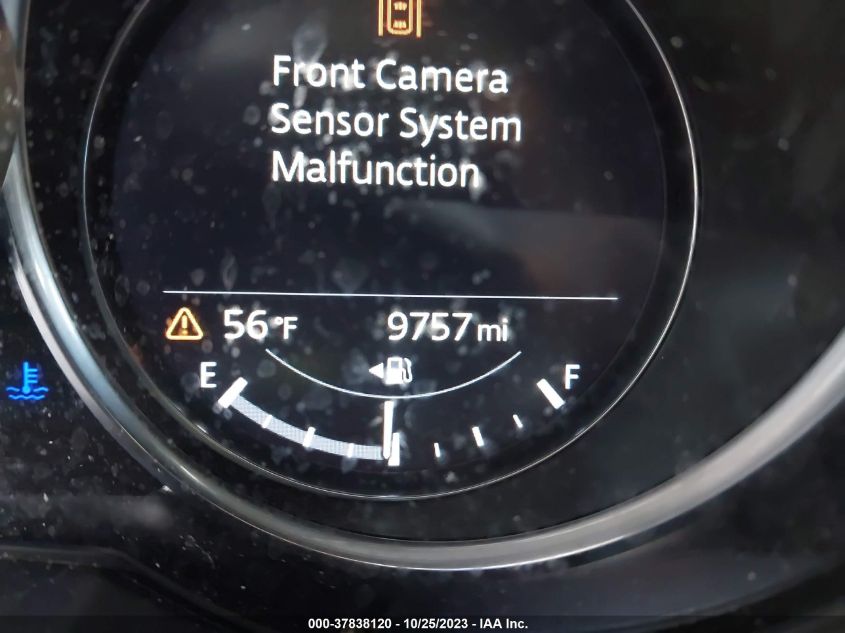 Front Camera
Sensor System
Malfunction
56°F 9757 mi
E F
000-37838120 - 10/25/2023 - IAA Inc.